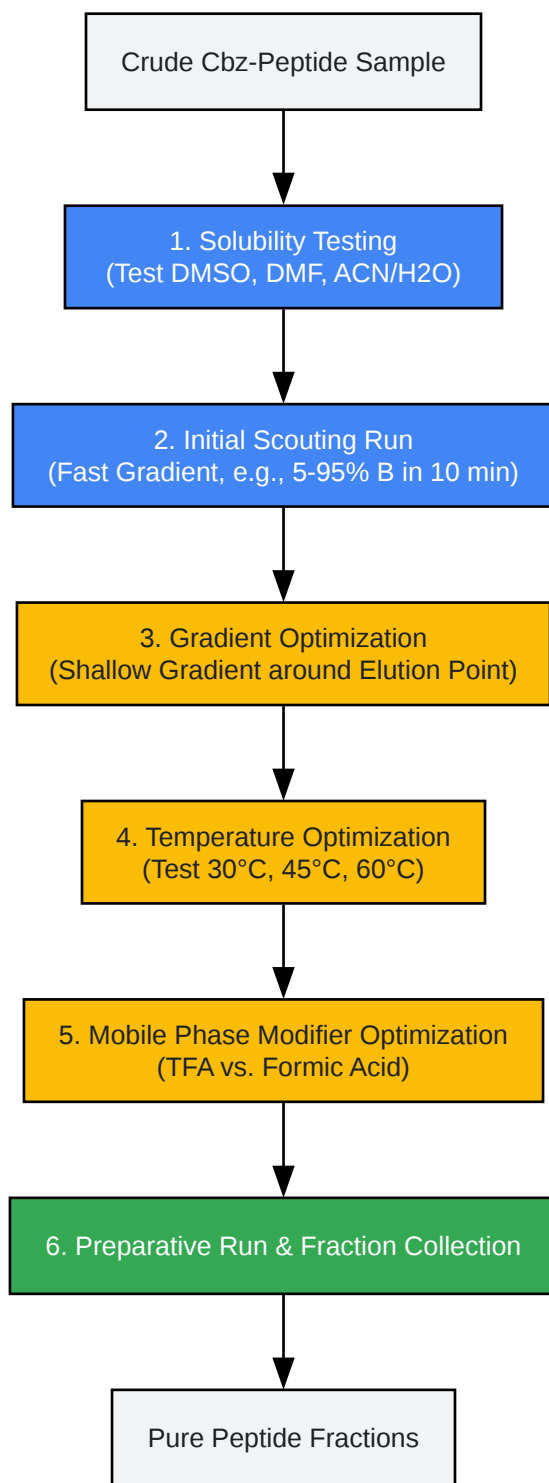 Crude Cbz-Peptide Sample
1. Solubility Testing
(Test DMSO, DMF, ACN/H2O)
2. Initial Scouting Run
(Fast Gradient, e.g., 5-95% B in 10 min)
3. Gradient Optimization
(Shallow Gradient around Elution Point)
4. Temperature Optimization
(Test 30°C, 45°C, 60°C)
5. Mobile Phase Modifier Optimization
(TFA vs. Formic Acid)
6. Preparative Run & Fraction Collection
Pure Peptide Fractions